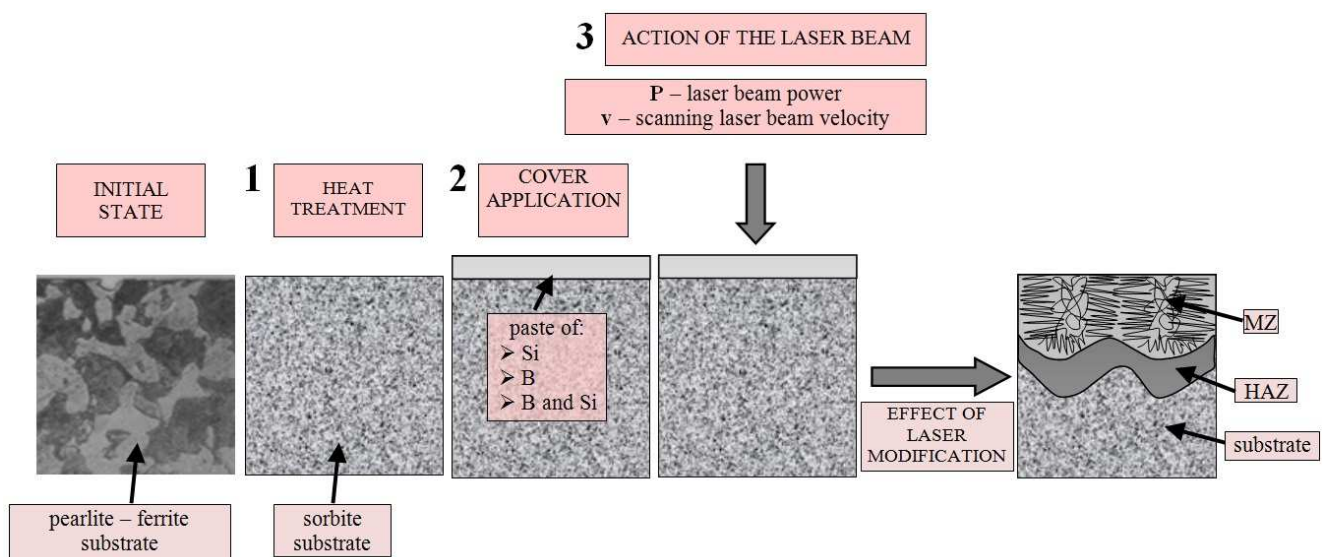 3 ACTION OF THE LASER BEAM
P – laser beam power
v – scanning laser beam velocity
INITIAL
STATE
1 HEAT
TREATMENT
2 COVER
APPLICATION
paste of:
➢ Si
➢ B
➢ B and Si
MZ
HAZ
substrate
EFFECT OF
LASER
MODIFICATION
pearlite – ferrite
substrate
sorbite
substrate